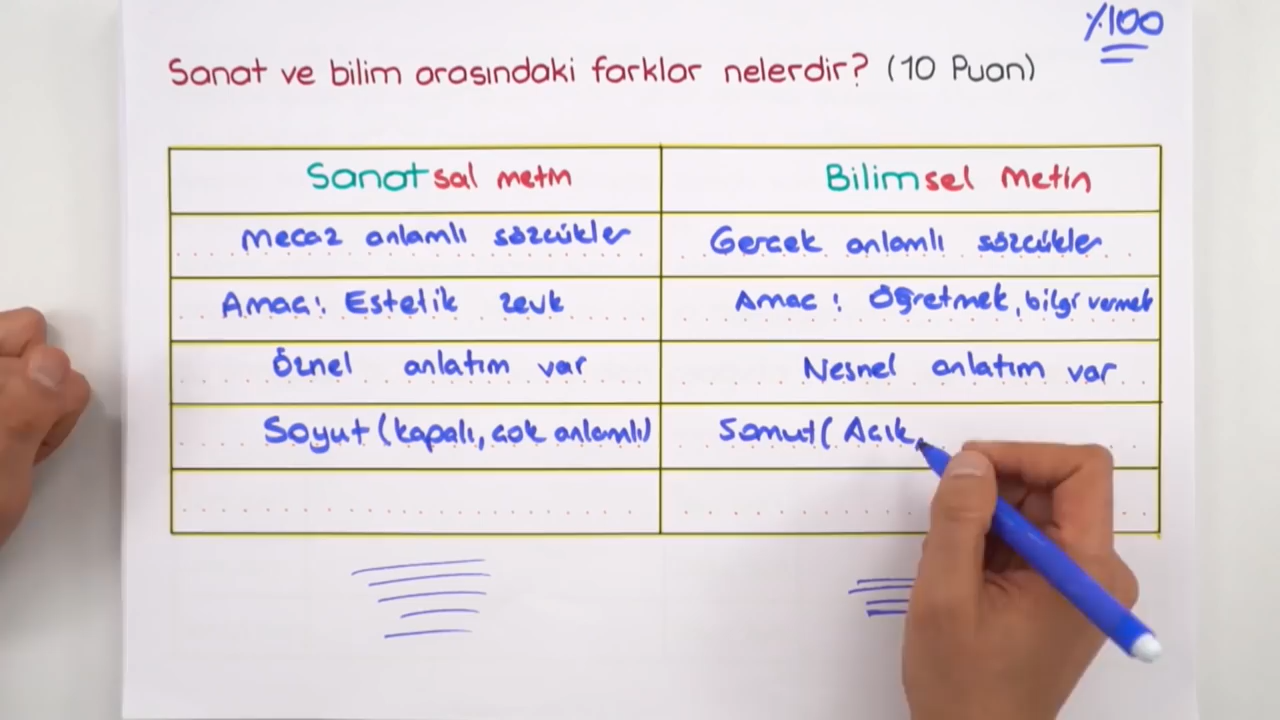 %100
Sanat ve bilim arasındaki farklar nelerdir? (10 Puan)
Sanatsal metin
Bilimsel Metin
Mecaz anlamlı sözcükler
Gerçek anlamlı sözcükler
Amaç: Estetik zevk
Amaç: Öğretmek, bilgi vermek
Öznel anlatım var
Nesnel anlatım var
Soyut (kapalı, çok anlamlı)
Somut ( Açık,